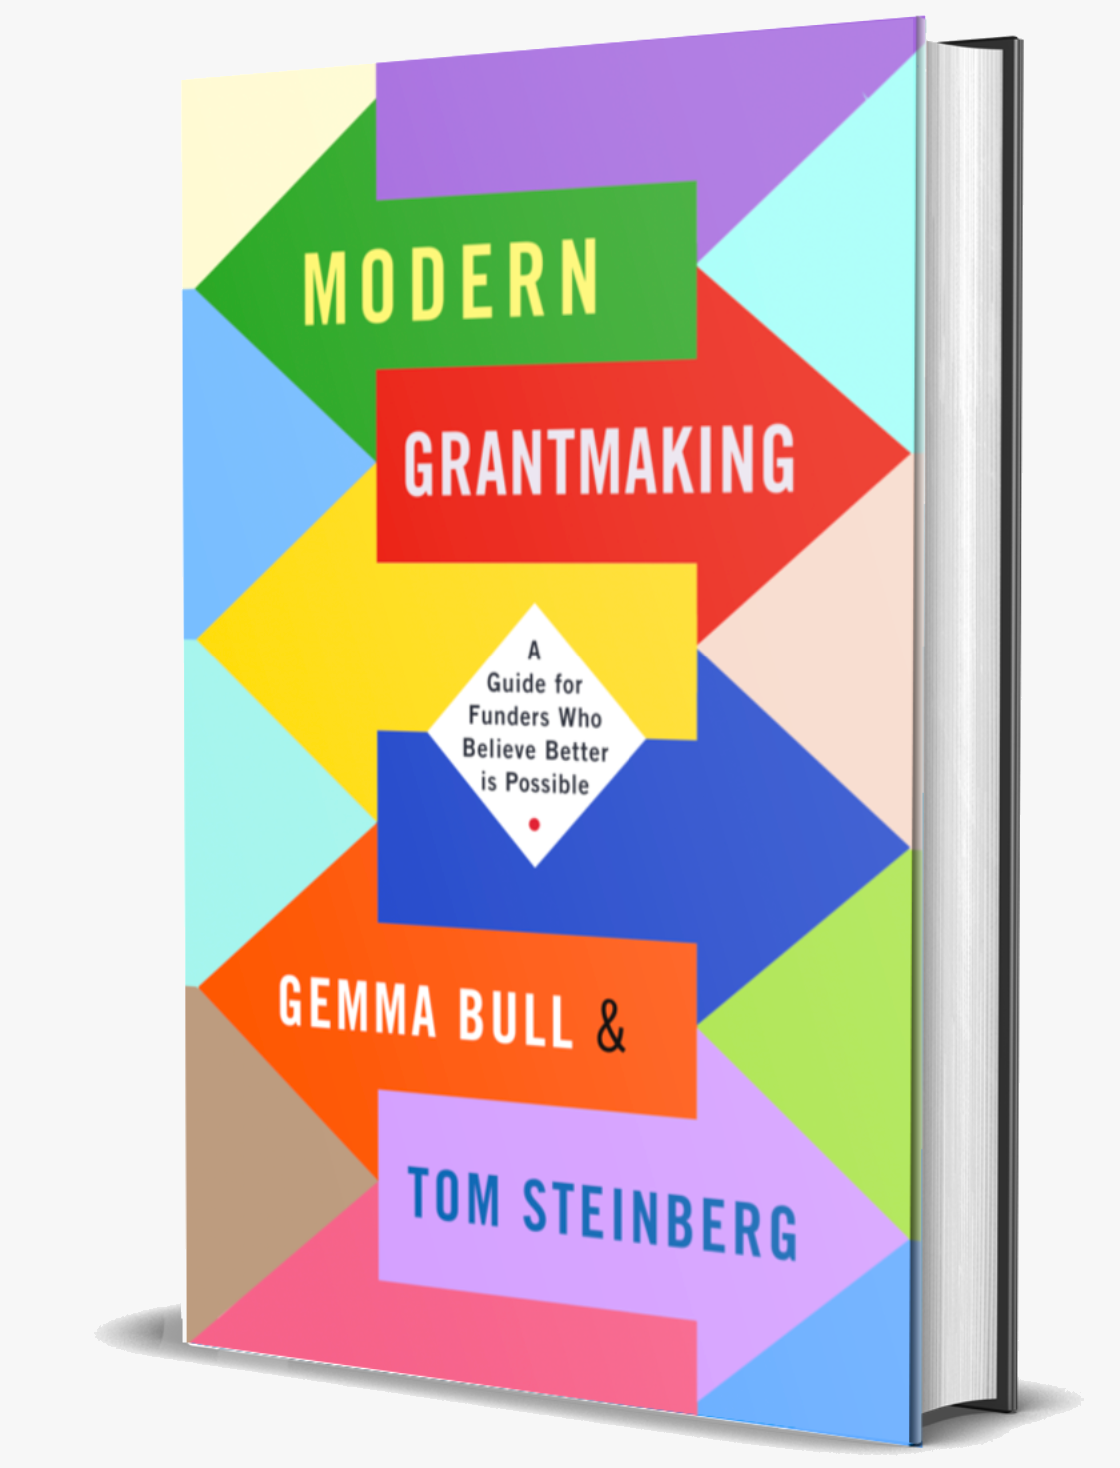 MODERN
GRANTMAKING
A
Guide for
Funders Who
Believe Better
is Possible
GEMMA BULL &
TOM STEINBERG